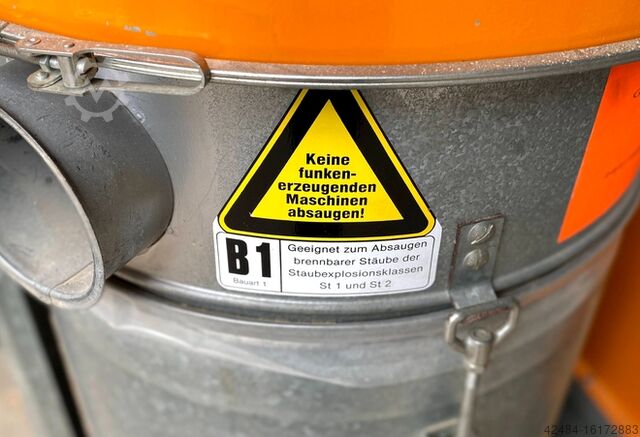 Keine
funken-
erzeugenden
Maschinen
absaugen!
B1
Bauart 1
Geeignet zum Absaugen
brennbarer Stäube der
Staubexplosionsklassen
St 1 und St 2
42484-16172883